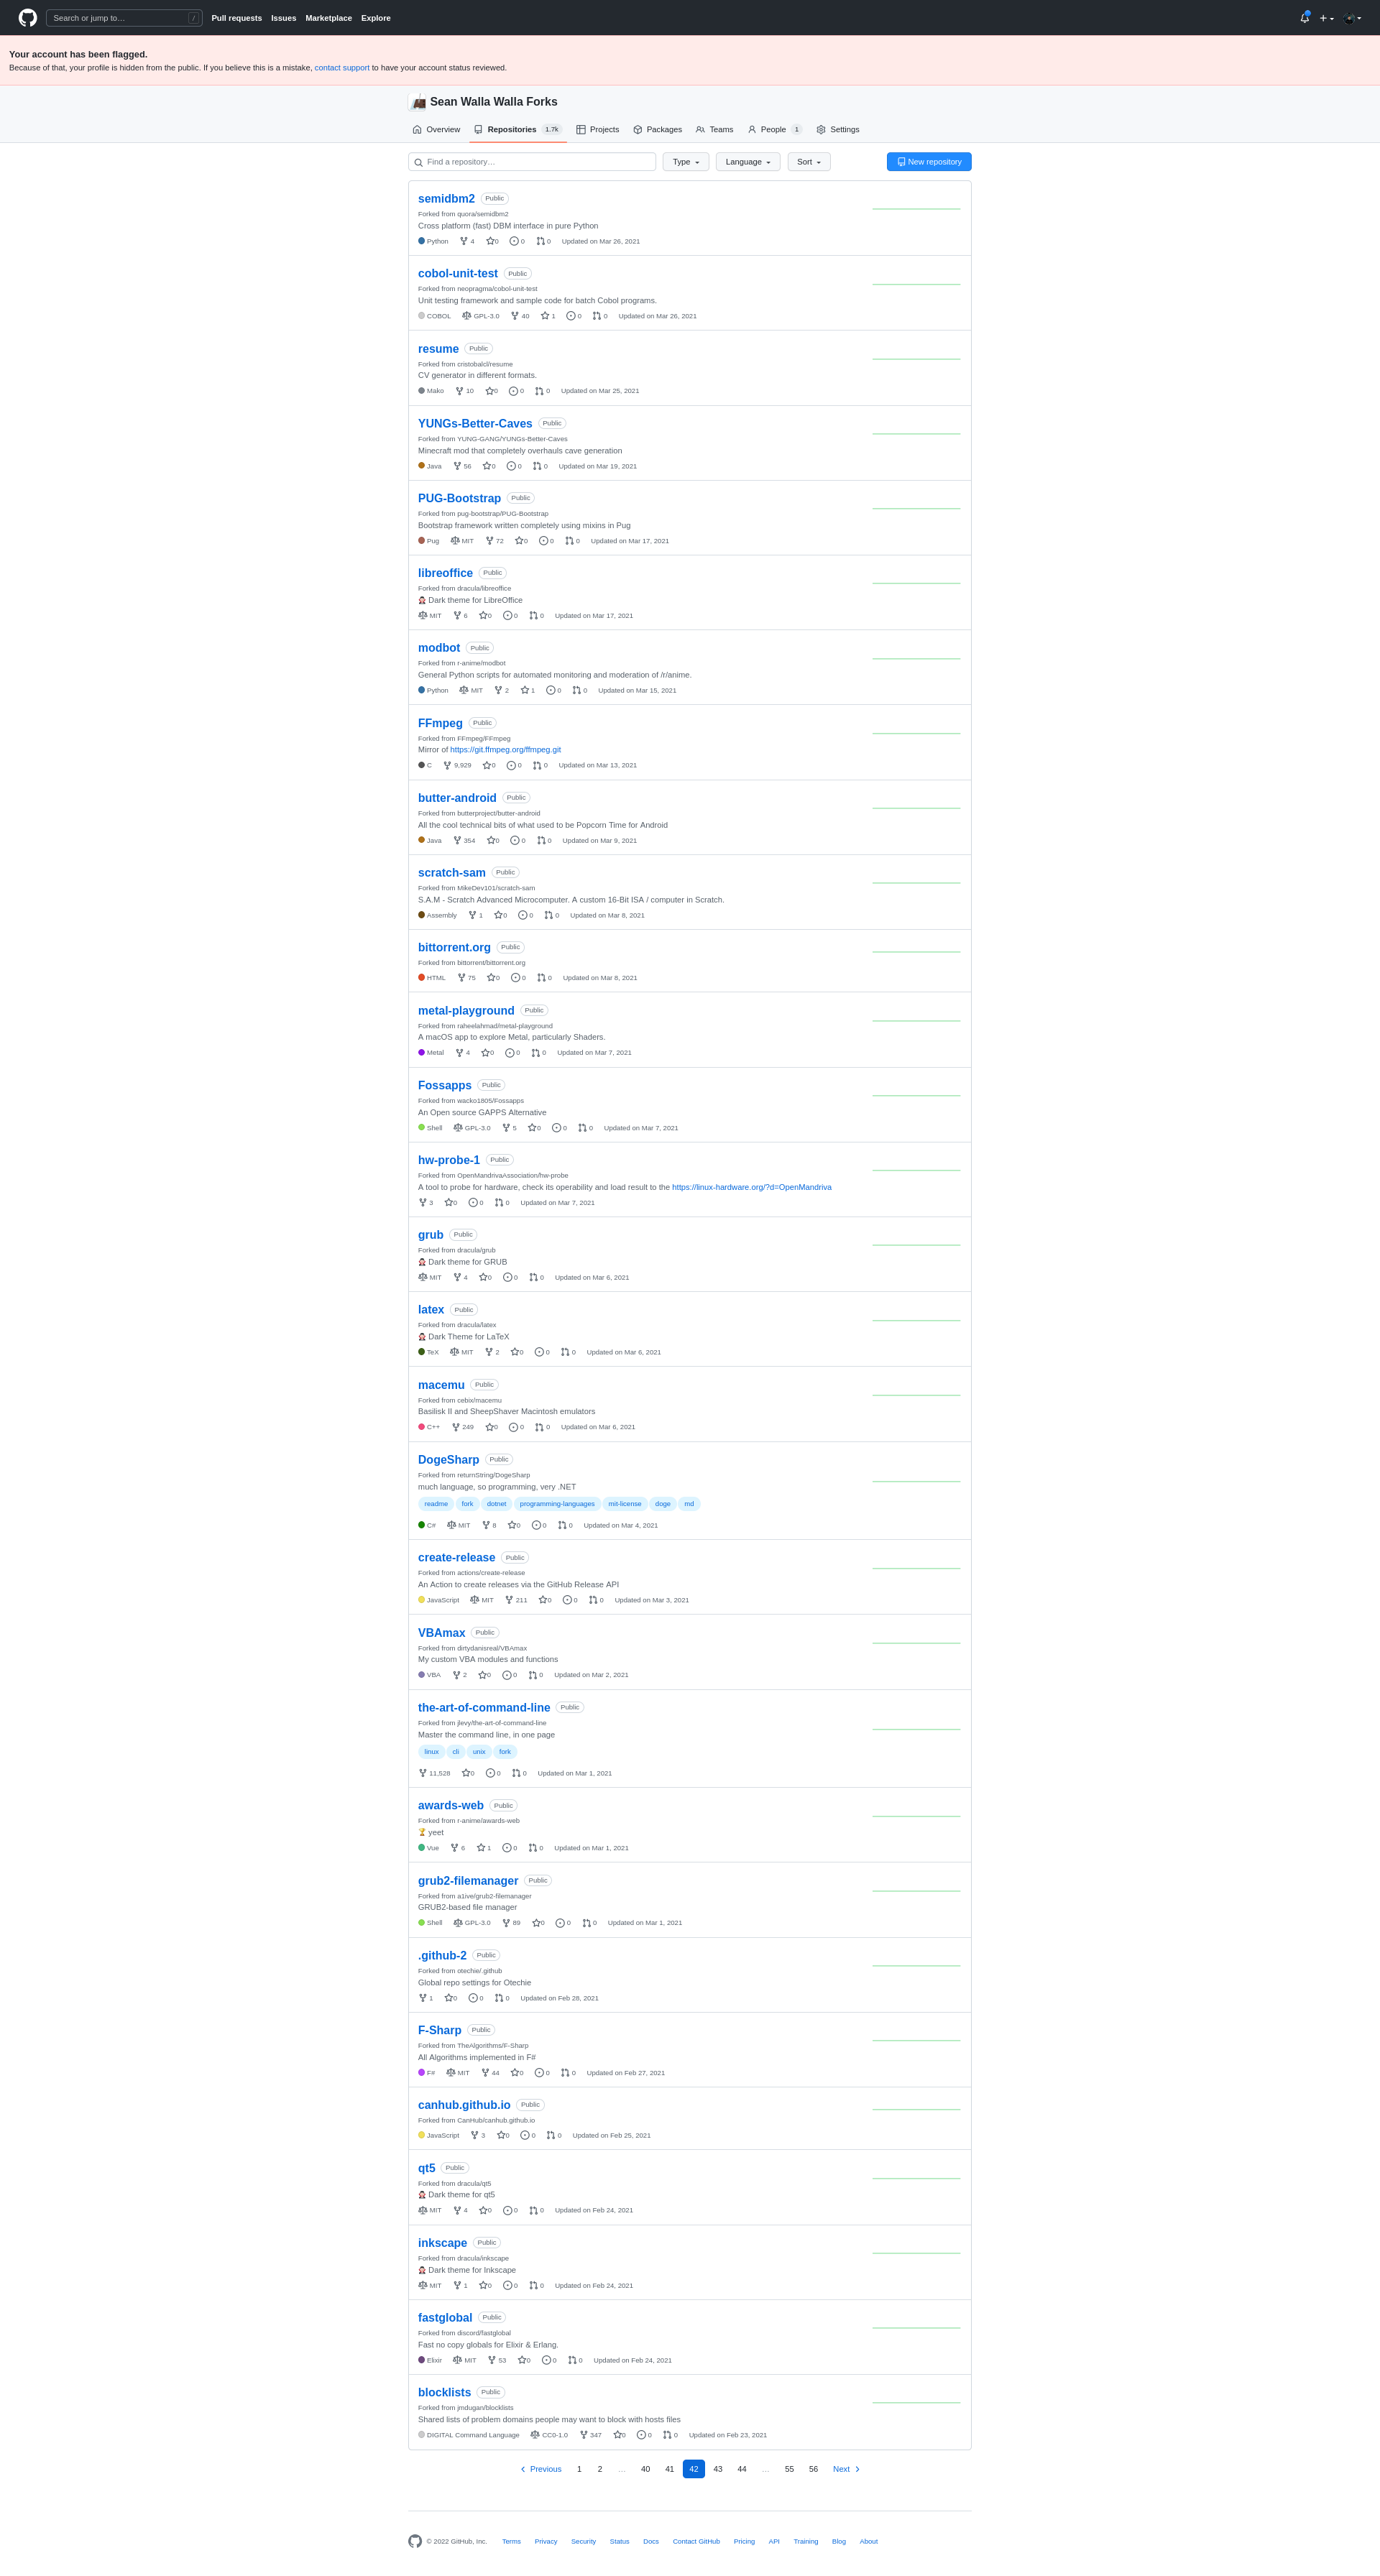 Search or jump to…
/
Pull requests Issues Marketplace Explore
Your account has been flagged.
Because of that, your profile is hidden from the public. If you believe this is a mistake, contact support to have your account status reviewed.
Sean Walla Walla Forks
Overview Repositories 1.7k Projects Packages Teams People 1 Settings
Find a repository… Type Language Sort New repository
semidbm2 Public
Forked from quora/semidbm2
Cross platform (fast) DBM interface in pure Python
Python 4 0 0 0 Updated on Mar 26, 2021
cobol-unit-test Public
Forked from neopragma/cobol-unit-test
Unit testing framework and sample code for batch Cobol programs.
COBOL GPL-3.0 40 1 0 0 Updated on Mar 26, 2021
resume Public
Forked from cristobalcl/resume
CV generator in different formats.
Mako 10 0 0 0 Updated on Mar 25, 2021
YUNGs-Better-Caves Public
Forked from YUNG-GANG/YUNGs-Better-Caves
Minecraft mod that completely overhauls cave generation
Java 56 0 0 0 Updated on Mar 19, 2021
PUG-Bootstrap Public
Forked from pug-bootstrap/PUG-Bootstrap
Bootstrap framework written completely using mixins in Pug
Pug MIT 72 0 0 0 Updated on Mar 17, 2021
libreoffice Public
Forked from dracula/libreoffice
🧛🏻 Dark theme for LibreOffice
MIT 6 0 0 0 Updated on Mar 17, 2021
modbot Public
Forked from r-anime/modbot
General Python scripts for automated monitoring and moderation of /r/anime.
Python MIT 2 1 0 0 Updated on Mar 15, 2021
FFmpeg Public
Forked from FFmpeg/FFmpeg
Mirror of https://git.ffmpeg.org/ffmpeg.git
C 9,929 0 0 0 Updated on Mar 13, 2021
butter-android Public
Forked from butterproject/butter-android
All the cool technical bits of what used to be Popcorn Time for Android
Java 354 0 0 0 Updated on Mar 9, 2021
scratch-sam Public
Forked from MikeDev101/scratch-sam
S.A.M - Scratch Advanced Microcomputer. A custom 16-Bit ISA / computer in Scratch.
Assembly 1 0 0 0 Updated on Mar 8, 2021
bittorrent.org Public
Forked from bittorrent/bittorrent.org
HTML 75 0 0 0 Updated on Mar 8, 2021
metal-playground Public
Forked from raheelahmad/metal-playground
A macOS app to explore Metal, particularly Shaders.
Metal 4 0 0 0 Updated on Mar 7, 2021
Fossapps Public
Forked from wacko1805/Fossapps
An Open source GAPPS Alternative
Shell GPL-3.0 5 0 0 0 Updated on Mar 7, 2021
hw-probe-1 Public
Forked from OpenMandrivaAssociation/hw-probe
A tool to probe for hardware, check its operability and load result to the https://linux-hardware.org/?d=OpenMandriva
3 0 0 0 Updated on Mar 7, 2021
grub Public
Forked from dracula/grub
🧛🏻 Dark theme for GRUB
MIT 4 0 0 0 Updated on Mar 6, 2021
latex Public
Forked from dracula/latex
🧛🏻 Dark Theme for LaTeX
TeX MIT 2 0 0 0 Updated on Mar 6, 2021
macemu Public
Forked from cebix/macemu
Basilisk II and SheepShaver Macintosh emulators
C++ 249 0 0 0 Updated on Mar 6, 2021
DogeSharp Public
Forked from returnString/DogeSharp
much language, so programming, very .NET
readme fork dotnet programming-languages mit-license doge md
C# MIT 8 0 0 0 Updated on Mar 4, 2021
create-release Public
Forked from actions/create-release
An Action to create releases via the GitHub Release API
JavaScript MIT 211 0 0 0 Updated on Mar 3, 2021
VBAmax Public
Forked from dirtydanisreal/VBAmax
My custom VBA modules and functions
VBA 2 0 0 0 Updated on Mar 2, 2021
the-art-of-command-line Public
Forked from jlevy/the-art-of-command-line
Master the command line, in one page
linux cli unix fork
11,528 0 0 0 Updated on Mar 1, 2021
awards-web Public
Forked from r-anime/awards-web
🏆 yeet
Vue 6 1 0 0 Updated on Mar 1, 2021
grub2-filemanager Public
Forked from a1ive/grub2-filemanager
GRUB2-based file manager
Shell GPL-3.0 89 0 0 0 Updated on Mar 1, 2021
.github-2 Public
Forked from otechie/.github
Global repo settings for Otechie
1 0 0 0 Updated on Feb 28, 2021
F-Sharp Public
Forked from TheAlgorithms/F-Sharp
All Algorithms implemented in F#
F# MIT 44 0 0 0 Updated on Feb 27, 2021
canhub.github.io Public
Forked from CanHub/canhub.github.io
JavaScript 3 0 0 0 Updated on Feb 25, 2021
qt5 Public
Forked from dracula/qt5
🧛🏻 Dark theme for qt5
MIT 4 0 0 0 Updated on Feb 24, 2021
inkscape Public
Forked from dracula/inkscape
🧛🏻 Dark theme for Inkscape
MIT 1 0 0 0 Updated on Feb 24, 2021
fastglobal Public
Forked from discord/fastglobal
Fast no copy globals for Elixir & Erlang.
Elixir MIT 53 0 0 0 Updated on Feb 24, 2021
blocklists Public
Forked from jmdugan/blocklists
Shared lists of problem domains people may want to block with hosts files
DIGITAL Command Language CC0-1.0 347 0 0 0 Updated on Feb 23, 2021
Previous 1 2 … 40 41 42 43 44 … 55 56 Next
© 2022 GitHub, Inc. Terms Privacy Security Status Docs Contact GitHub Pricing API Training Blog About